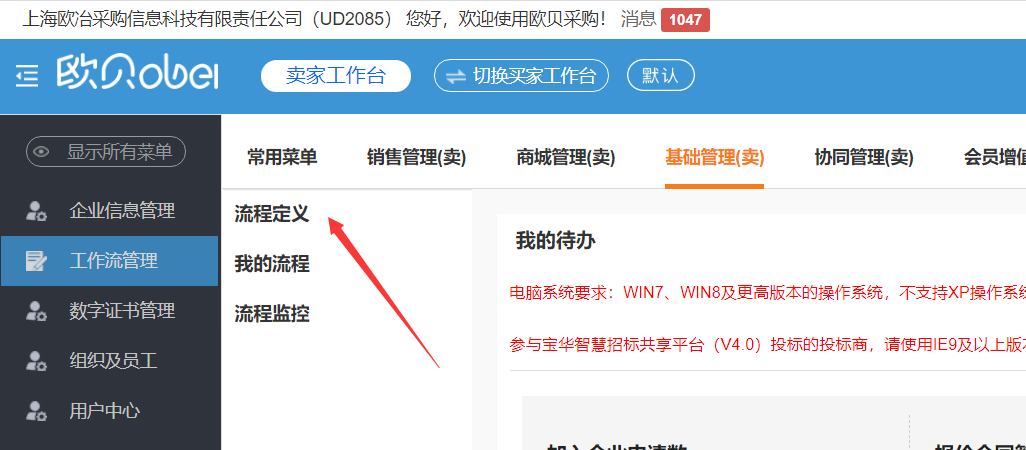 上海欧冶采购信息科技有限责任公司（UD2085） 您好，欢迎使用欧贝采购！ 消息 1047
欧贝obei 卖家工作台 切换买家工作台 默认
显示所有菜单 常用菜单 销售管理(卖) 商城管理(卖) 基础管理(卖) 协同管理(卖) 会员增值
企业信息管理 流程定义
我的待办
工作流管理 我的流程
电脑系统要求：WIN7、WIN8及更高版本的操作系统，不支持XP操作系统
数字证书管理 流程监控
参与宝华智慧招标共享平台（V4.0）投标的投标商，请使用IE9及以上版本
组织及员工
用户中心